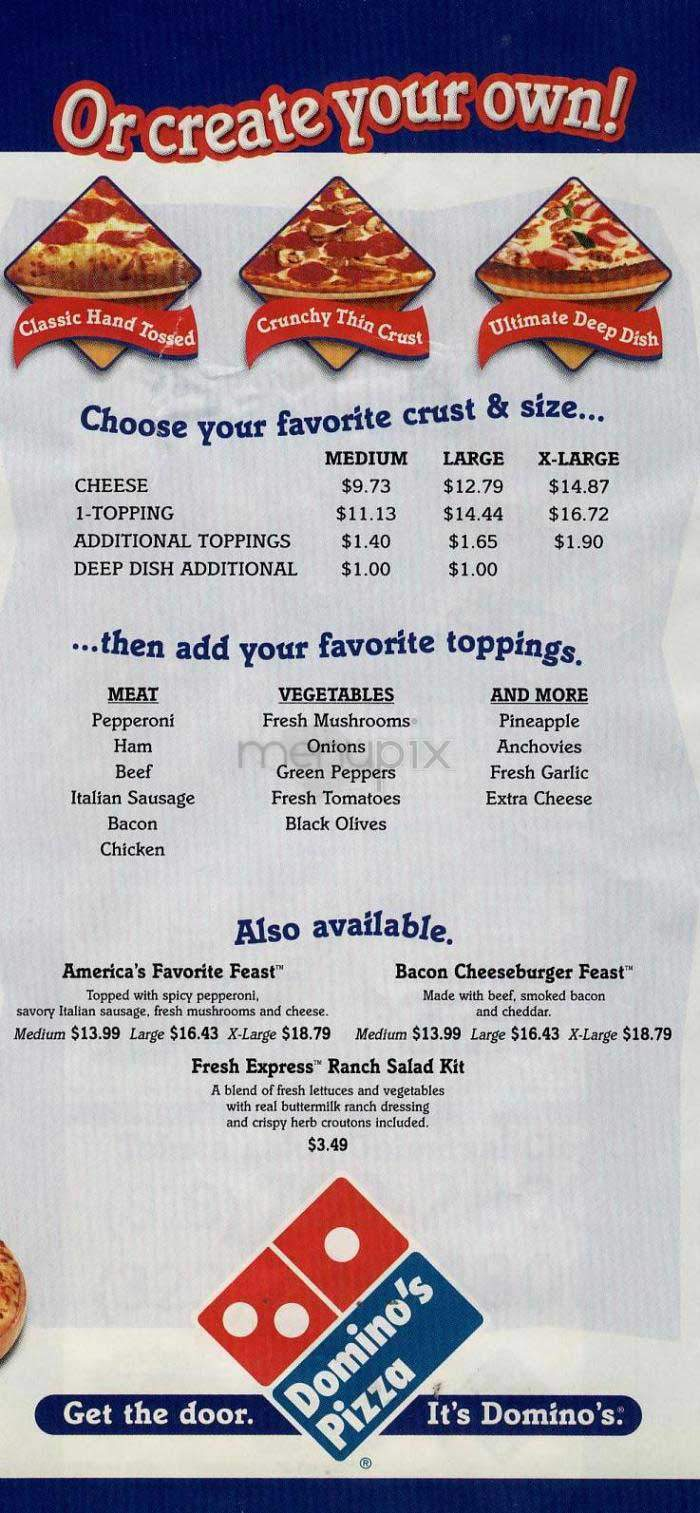 Or create your own!
Classic Hand Tossed
Crunchy Thin Crust
Ultimate Deep Dish
Choose your favorite crust & size...
MEDIUM LARGE X-LARGE
CHEESE $9.73 $12.79 $14.87
1-TOPPING $11.13 $14.44 $16.72
ADDITIONAL TOPPINGS $1.40 $1.65 $1.90
DEEP DISH ADDITIONAL $1.00 $1.00
...then add your favorite toppings.
MEAT VEGETABLES AND MORE
Pepperoni Fresh Mushrooms Pineapple
Ham Onions Anchovies
Beef Green Peppers Fresh Garlic
Italian Sausage Fresh Tomatoes Extra Cheese
Bacon Black Olives
Chicken
menupix
Also available.
America's Favorite Feast™
Topped with spicy pepperoni,
savory Italian sausage, fresh mushrooms and cheese.
Medium $13.99 Large $16.43 X-Large $18.79
Bacon Cheeseburger Feast™
Made with beef, smoked bacon
and cheddar.
Medium $13.99 Large $16.43 X-Large $18.79
Fresh Express™ Ranch Salad Kit
A blend of fresh lettuces and vegetables
with real buttermilk ranch dressing
and crispy herb croutons included.
$3.49
Domino's
Pizza
®
Get the door. It's Domino's.®